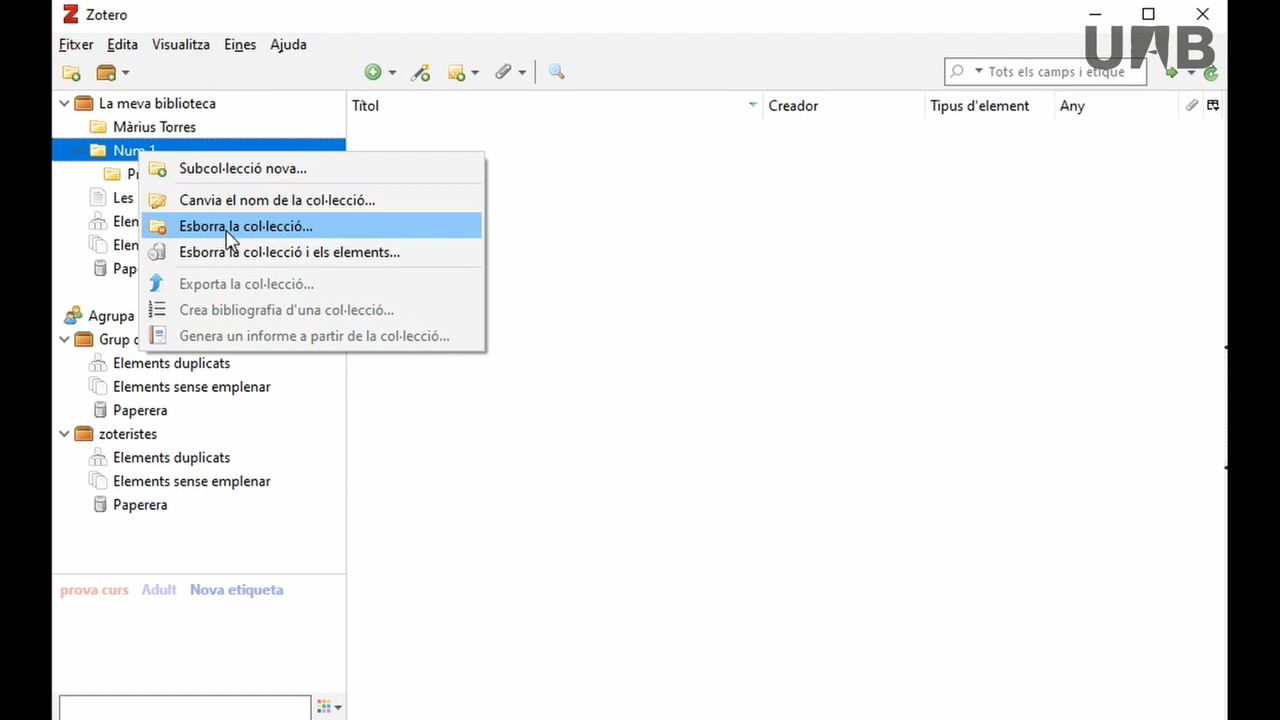 Zotero
Fitxer Edita Visualitza Eines Ajuda
UAB
Tots els camps i etique
Títol Creador Tipus d'element Any
La meva biblioteca
Màrius Torres
Num 1
Subcol·lecció nova...
Canvia el nom de la col·lecció...
Les
Esborra la col·lecció...
Esborra la col·lecció i els elements...
Exporta la col·lecció...
Crea bibliografia d'una col·lecció...
Genera un informe a partir de la col·lecció...
Agrupa
Grup
Elements duplicats
Elements sense emplenar
Paperera
zoteristes
Elements duplicats
Elements sense emplenar
Paperera
prova curs Adult Nova etiqueta